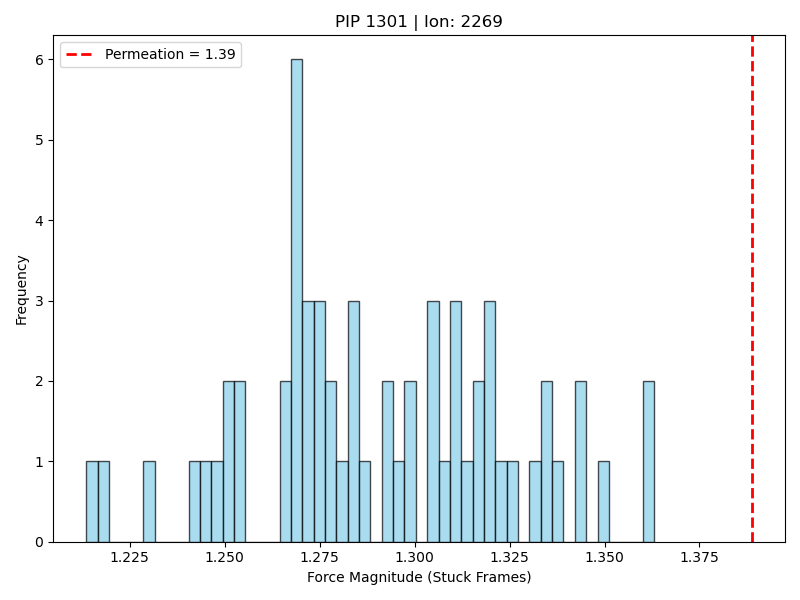 PIP 1301 | Ion: 2269
Permeation = 1.39
6
5
4
3
2
1
0
Frequency
1.225 1.250 1.275 1.300 1.325 1.350 1.375
Force Magnitude (Stuck Frames)